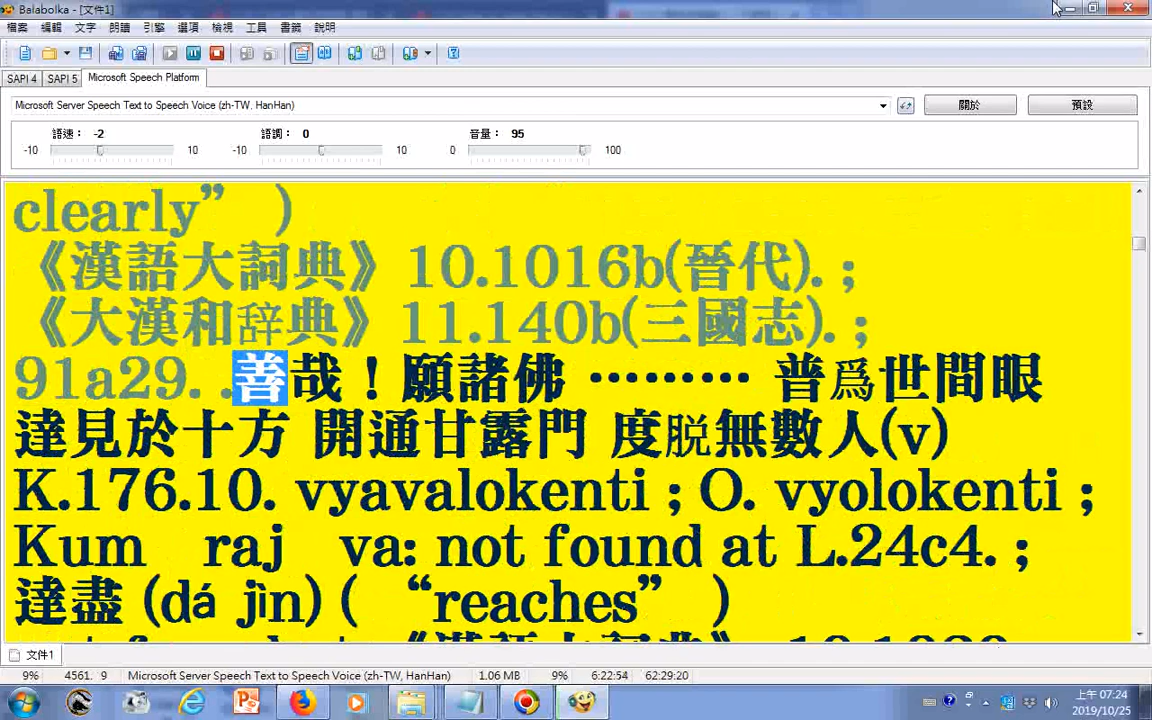 Balabolka - [文件1]
檔案 編輯 文字 朗讀 引擎 選項 檢視 工具 書籤 說明
SAPI 4 SAPI 5 Microsoft Speech Platform
Microsoft Server Speech Text to Speech Voice (zh-TW, HanHan) 關於 預設
語速： -2 語調： 0 音量： 95
-10 10 -10 10 0 100
clearly” )
《漢語大詞典》 10.1016b(晉代). ;
《大漢和辞典》 11.140b(三國志). ;
91a29. .善哉！願諸佛 ……… 普爲世間眼
達見於十方 開通甘露門 度脱無數人(v)
K.176.10. vyavalokenti ; O. vyolokenti ;
Kum raj va: not found at L.24c4. ;
達盡 (dá jìn) ( “reaches” )
文件1
9% 4561. 9 Microsoft Server Speech Text to Speech Voice (zh-TW, HanHan) 1.06 MB 9% 6:22:54 62:29:20
上午 07:24
2019/10/25